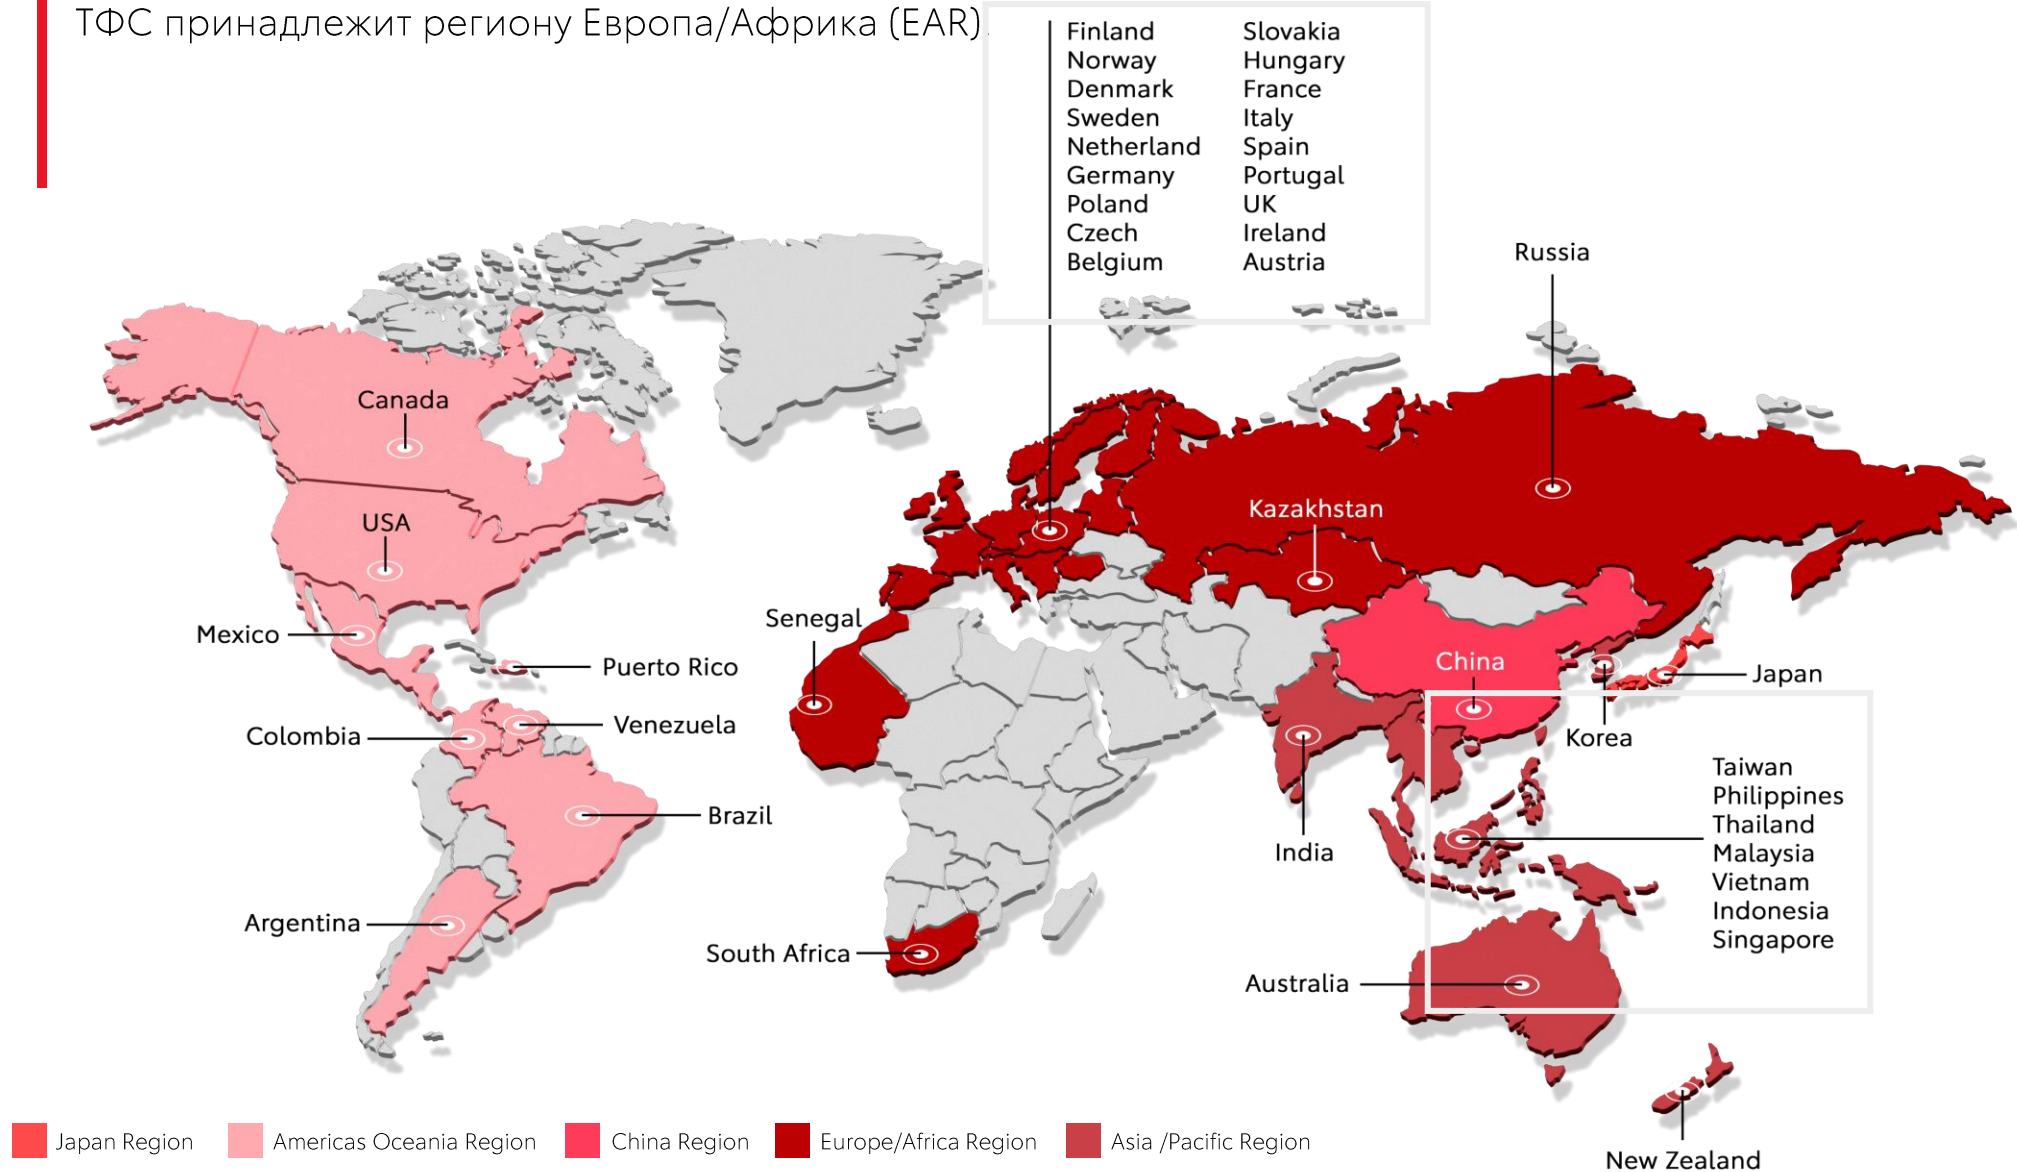 ТФС принадлежит региону Европа/Африка (EAR).
Finland
Norway
Denmark
Sweden
Netherland
Germany
Poland
Czech
Belgium
Slovakia
Hungary
France
Italy
Spain
Portugal
UK
Ireland
Austria
Russia
Canada
USA
Kazakhstan
Mexico
Senegal
Puerto Rico
China
Japan
Colombia
Venezuela
Korea
Brazil
India
Taiwan
Philippines
Thailand
Malaysia
Vietnam
Indonesia
Singapore
Argentina
South Africa
Australia
New Zealand
Japan Region
Americas Oceania Region
China Region
Europe/Africa Region
Asia /Pacific Region